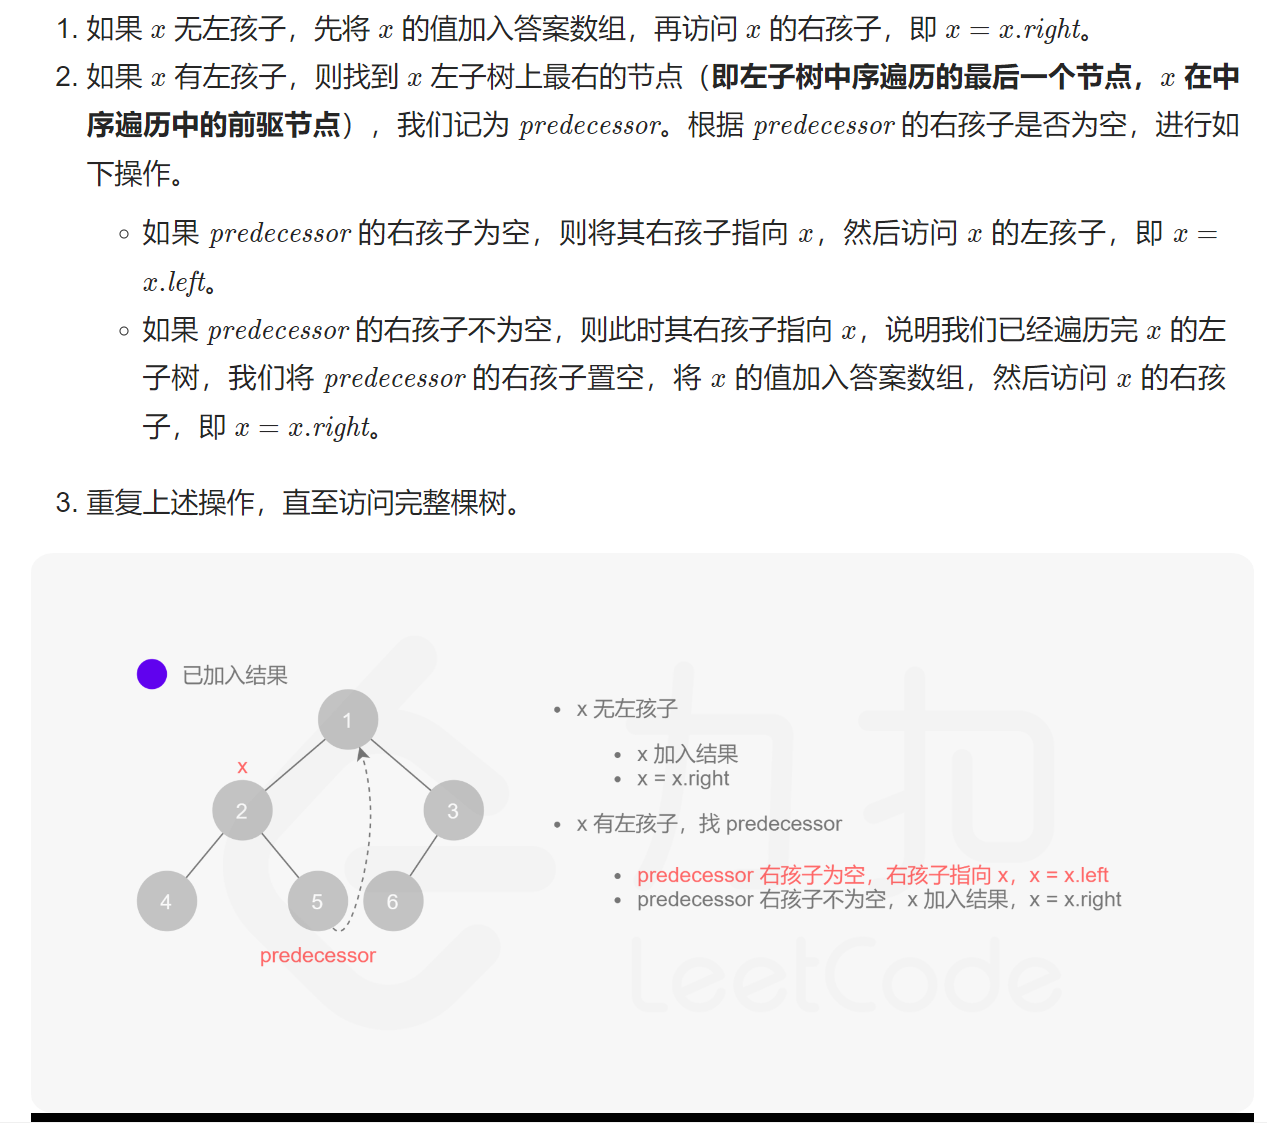 1. 如果 x 无左孩子，先将 x 的值加入答案数组，再访问 x 的右孩子，即 x = x.right。
2. 如果 x 有左孩子，则找到 x 左子树上最右的节点（即左子树中序遍历的最后一个节点，x 在中
序遍历中的前驱节点），我们记为 predecessor。根据 predecessor 的右孩子是否为空，进行如
下操作。
○ 如果 predecessor 的右孩子为空，则将其右孩子指向 x，然后访问 x 的左孩子，即 x =
x.left。
○ 如果 predecessor 的右孩子不为空，则此时其右孩子指向 x，说明我们已经遍历完 x 的左
子树，我们将 predecessor 的右孩子置空，将 x 的值加入答案数组，然后访问 x 的右孩
子，即 x = x.right。
3. 重复上述操作，直至访问完整棵树。
已加入结果
1
x
2
3
4
5
6
predecessor
• x 无左孩子
• x 加入结果
• x = x.right
• x 有左孩子，找 predecessor
• predecessor 右孩子为空，右孩子指向 x，x = x.left
• predecessor 右孩子不为空，x 加入结果，x = x.right
力扣
LeetCode